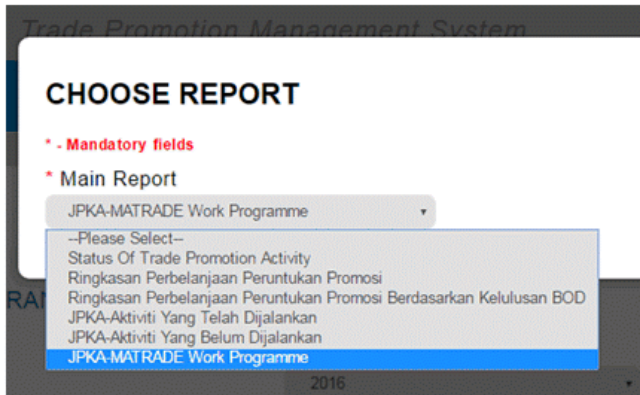 Trade Promotion Management System
CHOOSE REPORT
* - Mandatory fields
* Main Report
JPKA-MATRADE Work Programme
--Please Select--
Status Of Trade Promotion Activity
Ringkasan Perbelanjaan Peruntukan Promosi
Ringkasan Perbelanjaan Peruntukan Promosi Berdasarkan Kelulusan BOD
JPKA-Aktiviti Yang Telah Dijalankan
JPKA-Aktiviti Yang Belum Dijalankan
JPKA-MATRADE Work Programme
2016